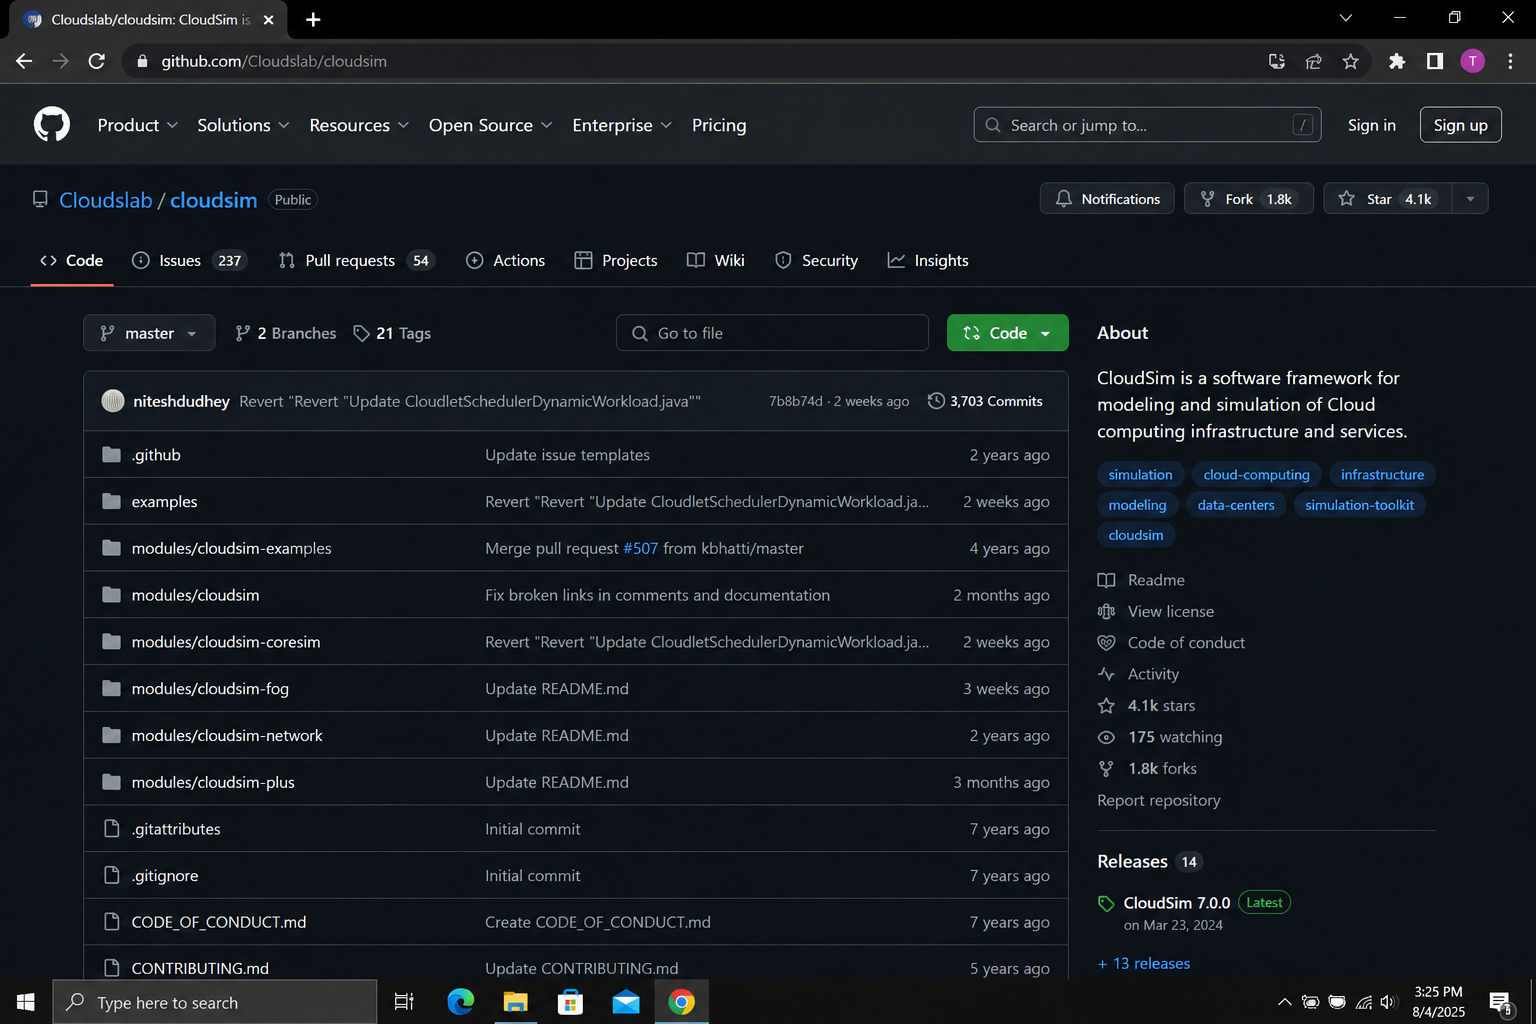 Cloudslab/cloudsim: CloudSim is
github.com/Cloudslab/cloudsim
T
Product Solutions Resources Open Source Enterprise Pricing Search or jump to... / Sign in Sign up
Cloudslab / cloudsim Public Notifications Fork 1.8k Star 4.1k
Code Issues 237 Pull requests 54 Actions Projects Wiki Security Insights
master 2 Branches 21 Tags Go to file Code
niteshdudhey Revert "Revert "Update CloudletSchedulerDynamicWorkload.java"" 7b8b74d · 2 weeks ago 3,703 Commits
.github Update issue templates 2 years ago
examples Revert "Revert "Update CloudletSchedulerDynamicWorkload.ja... 2 weeks ago
modules/cloudsim-examples Merge pull request #507 from kbhatti/master 4 years ago
modules/cloudsim Fix broken links in comments and documentation 2 months ago
modules/cloudsim-coresim Revert "Revert "Update CloudletSchedulerDynamicWorkload.ja... 2 weeks ago
modules/cloudsim-fog Update README.md 3 weeks ago
modules/cloudsim-network Update README.md 2 years ago
modules/cloudsim-plus Update README.md 3 months ago
.gitattributes Initial commit 7 years ago
.gitignore Initial commit 7 years ago
CODE_OF_CONDUCT.md Create CODE_OF_CONDUCT.md 7 years ago
CONTRIBUTING.md Update CONTRIBUTING.md 5 years ago
About
CloudSim is a software framework for
modeling and simulation of Cloud
computing infrastructure and services.
simulation cloud-computing infrastructure
modeling data-centers simulation-toolkit
cloudsim
Readme
View license
Code of conduct
Activity
4.1k stars
175 watching
1.8k forks
Report repository
Releases 14
CloudSim 7.0.0 Latest
on Mar 23, 2024
+ 13 releases
Type here to search
3:25 PM
8/4/2025